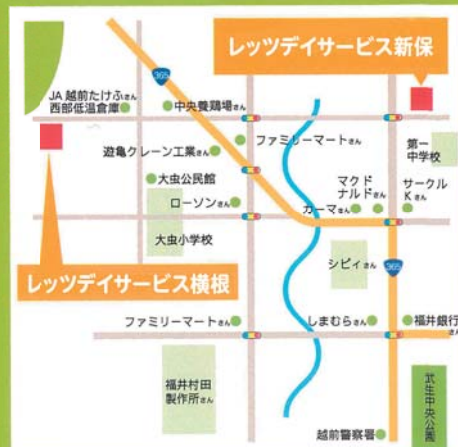 レッツデイサービス新保
365
JA 越前たけふさん
西部低温倉庫
中央養鶏場さん
ファミリーマートさん
遊亀クレーン工業さん
第一
中学校
大虫公民館
マクド
ナルドさん
サークル
Kさん
ローソンさん
カーマさん
大虫小学校
シピィさん
レッツデイサービス横根
365
ファミリーマートさん
しまむらさん
福井銀行
さん
福井村田
製作所さん
武生中央公園
越前警察署